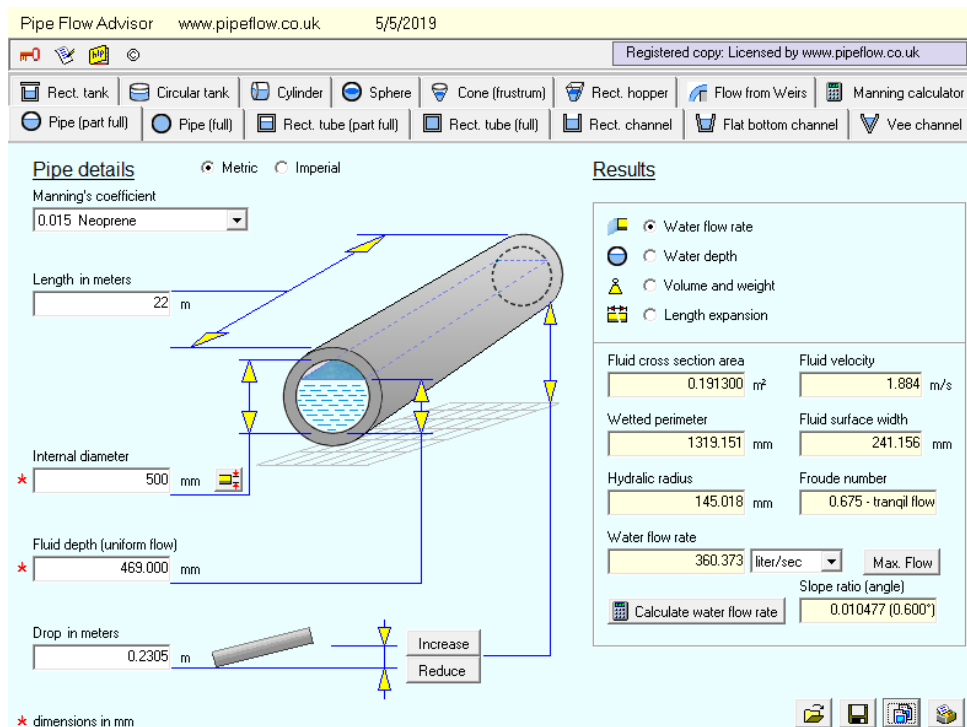 Pipe Flow Advisor www.pipeflow.co.uk 5/5/2019
help ©
Registered copy: Licensed by www.pipeflow.co.uk
Rect. tank Circular tank Cylinder Sphere Cone (frustrum) Rect. hopper Flow from Weirs Manning calculator
Pipe (part full) Pipe (full) Rect. tube (part full) Rect. tube (full) Rect. channel Flat bottom channel Vee channel
Pipe details
Metric Imperial
Manning's coefficient
0.015 Neoprene
Length in meters
22 m
Internal diameter
* 500 mm
Fluid depth (uniform flow)
* 469.000 mm
Drop in meters
0.2305 m
Increase
Reduce
* dimensions in mm
Results
Water flow rate
Water depth
Volume and weight
Length expansion
Fluid cross section area
0.191300 m²
Fluid velocity
1.884 m/s
Wetted perimeter
1319.151 mm
Fluid surface width
241.156 mm
Hydralic radius
145.018 mm
Froude number
0.675 - tranqil flow
Water flow rate
360.373 liter/sec
Max. Flow
Calculate water flow rate
Slope ratio (angle)
0.010477 (0.600°)